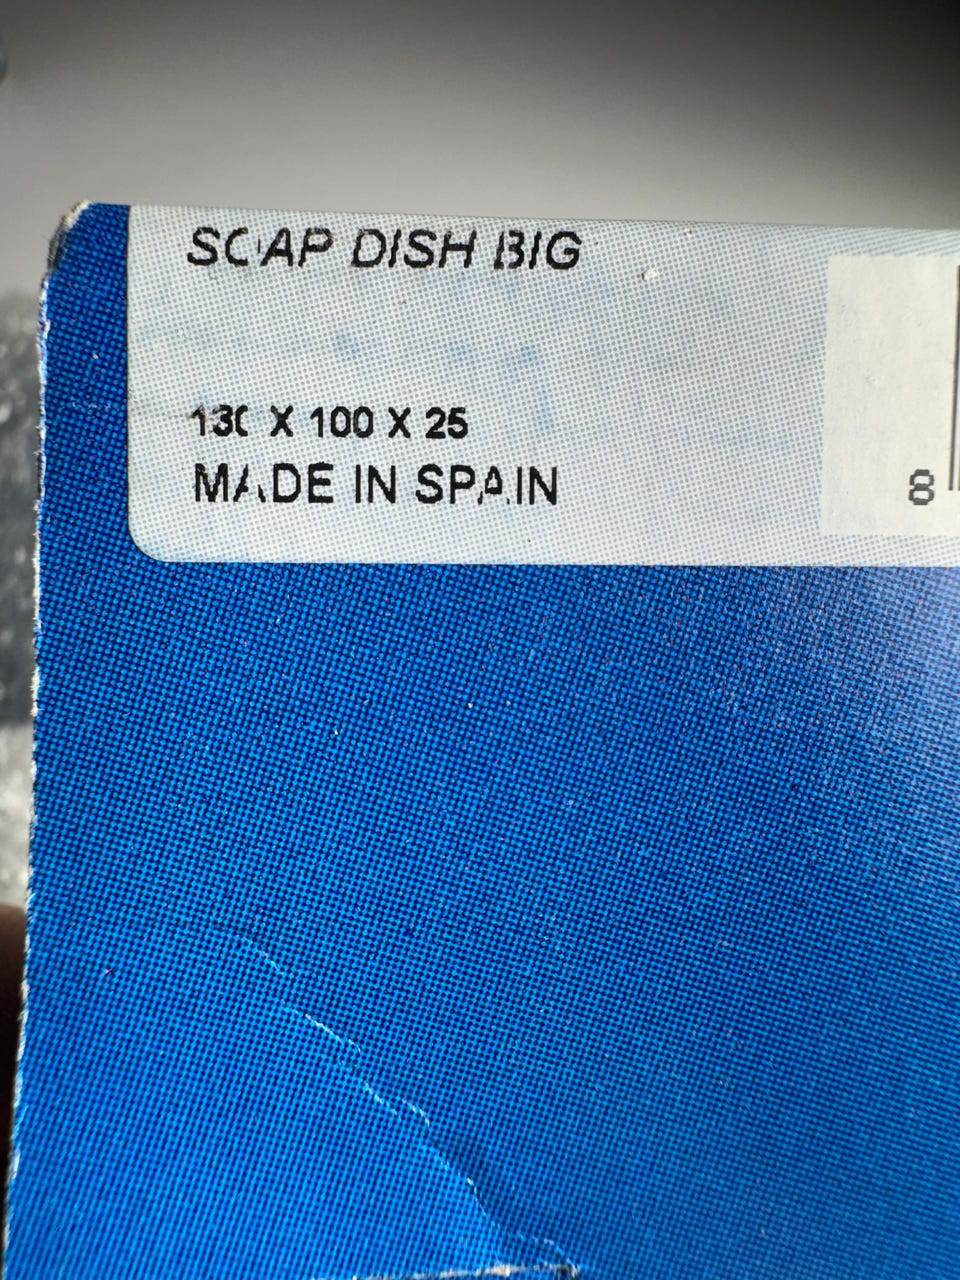 SOAP DISH BIG
130 X 100 X 25
MADE IN SPAIN
8